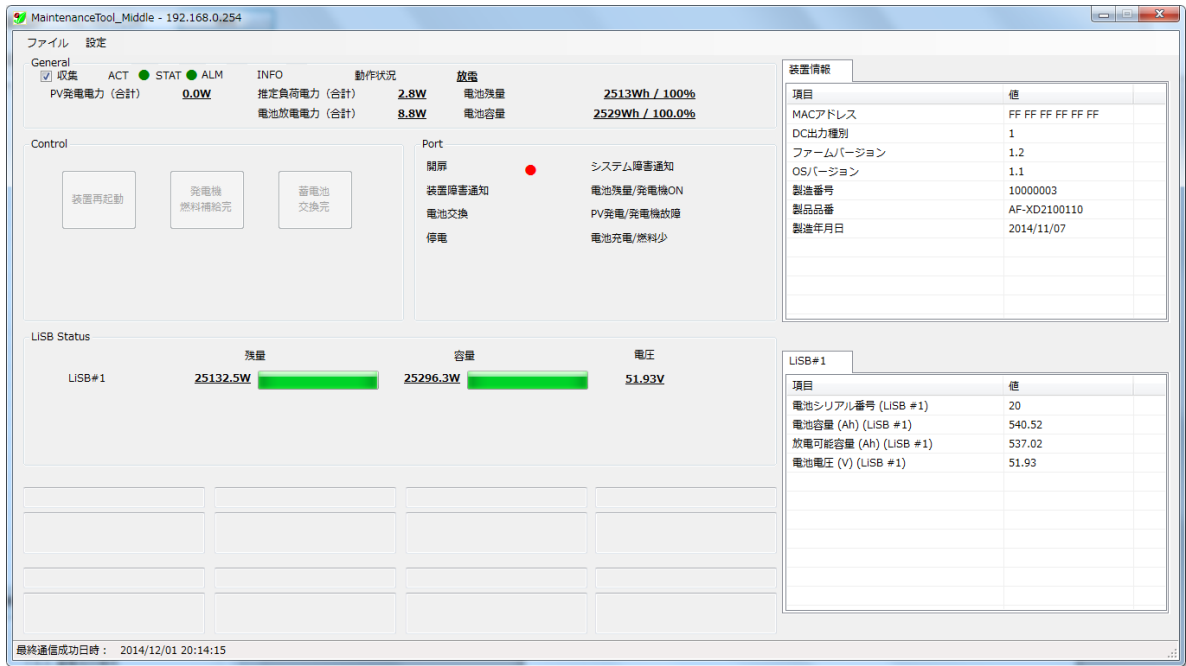 MaintenanceTool_Middle - 192.168.0.254
ファイル 設定
General
収集 ACT STAT ALM INFO 動作状況 放電
PV発電電力（合計） 0.0W 推定負荷電力（合計） 2.8W 電池残量 2513Wh / 100%
電池放電電力（合計） 8.8W 電池容量 2529Wh / 100.0%
Control
装置再起動
発電機
燃料補給完
蓄電池
交換完
Port
開扉 システム障害通知
装置障害通知 電池残量/発電機ON
電池交換 PV発電/発電機故障
停電 電池充電/燃料少
装置情報
項目 値
MACアドレス FF FF FF FF FF FF
DC出力種別 1
ファームバージョン 1.2
OSバージョン 1.1
製造番号 10000003
製品品番 AF-XD2100110
製造年月日 2014/11/07
LiSB Status
残量 容量 電圧
LiSB#1 25132.5W 25296.3W 51.93V
LiSB#1
項目 値
電池シリアル番号 (LiSB #1) 20
電池容量 (Ah) (LiSB #1) 540.52
放電可能容量 (Ah) (LiSB #1) 537.02
電池電圧 (V) (LiSB #1) 51.93
最終通信成功日時： 2014/12/01 20:14:15